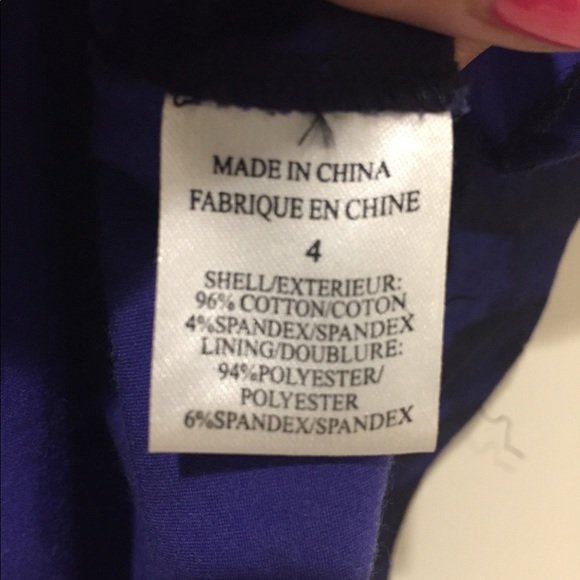 MADE IN CHINA
FABRIQUE EN CHINE
4
SHELL/EXTERIEUR:
96% COTTON/COTON
4%SPANDEX/SPANDEX
LINING/DOUBLURE:
94%POLYESTER/
POLYESTER
6%SPANDEX/SPANDEX